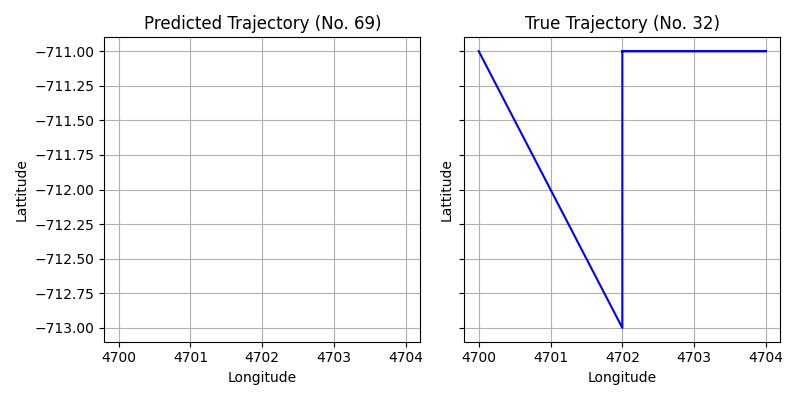 Predicted Trajectory (No. 69)
True Trajectory (No. 32)
−711.00
−711.25
−711.50
−711.75
−712.00
−712.25
−712.50
−712.75
−713.00
Lattitude
Lattitude
4700 4701 4702 4703 4704
4700 4701 4702 4703 4704
Longitude
Longitude